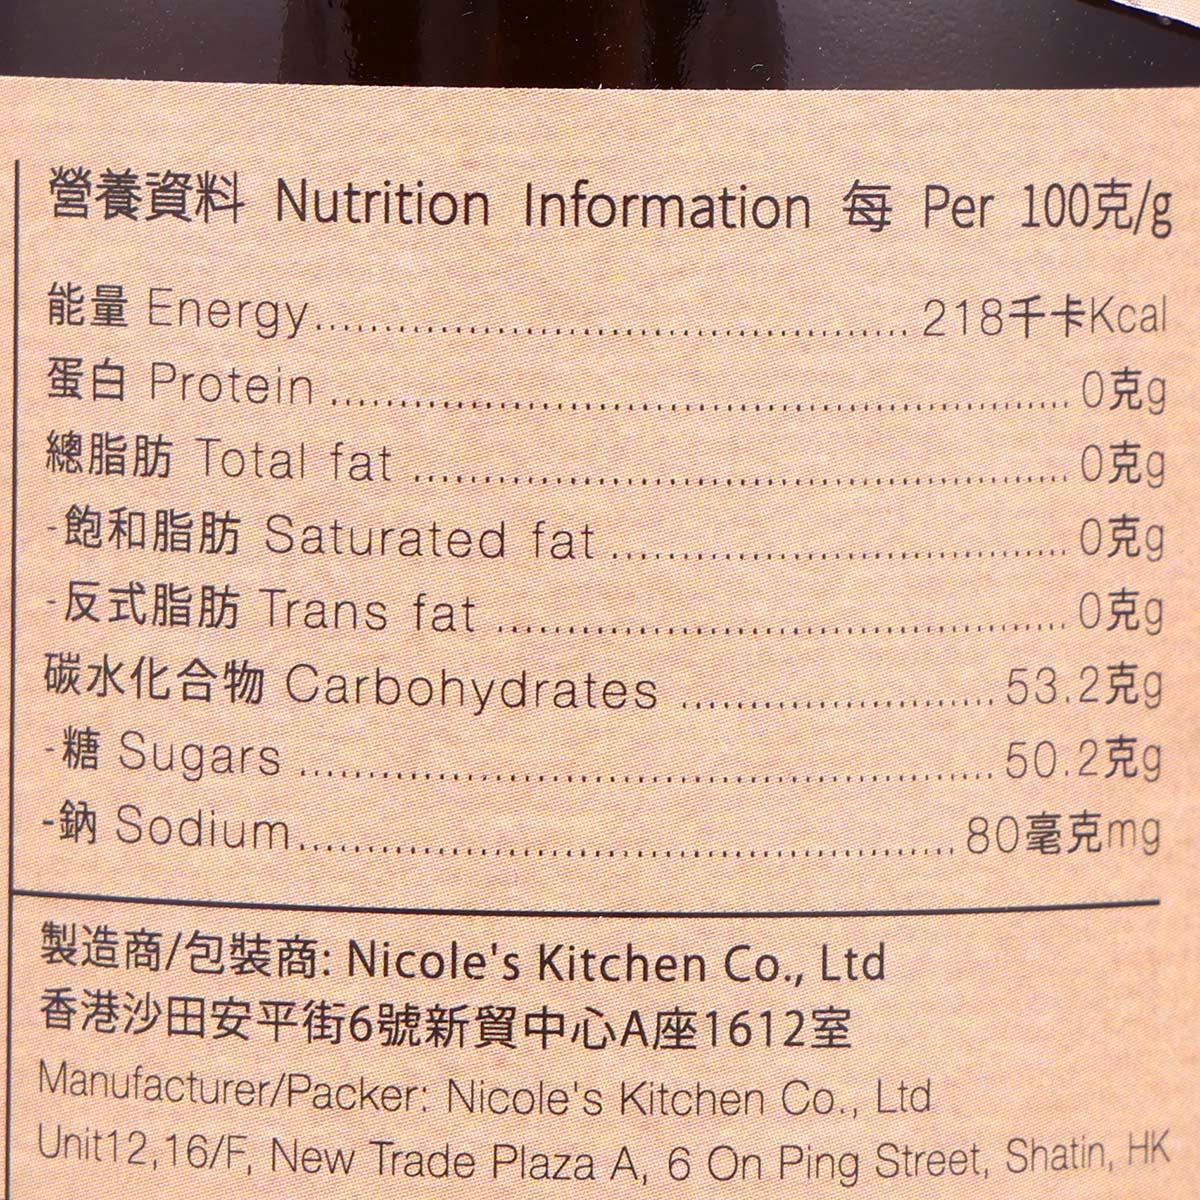 營養資料 Nutrition Information 每 Per 100克/g
能量 Energy........................................... 218千卡Kcal
蛋白 Protein ..................................................... 0克g
總脂肪 Total fat ............................................... 0克g
-飽和脂肪 Saturated fat ................................. 0克g
-反式脂肪 Trans fat ......................................... 0克g
碳水化合物 Carbohydrates ....................... 53.2克g
-糖 Sugars .................................................. 50.2克g
-鈉 Sodium............................................... 80毫克mg
製造商/包裝商: Nicole's Kitchen Co., Ltd
香港沙田安平街6號新貿中心A座1612室
Manufacturer/Packer: Nicole's Kitchen Co., Ltd
Unit12,16/F, New Trade Plaza A, 6 On Ping Street, Shatin, HK